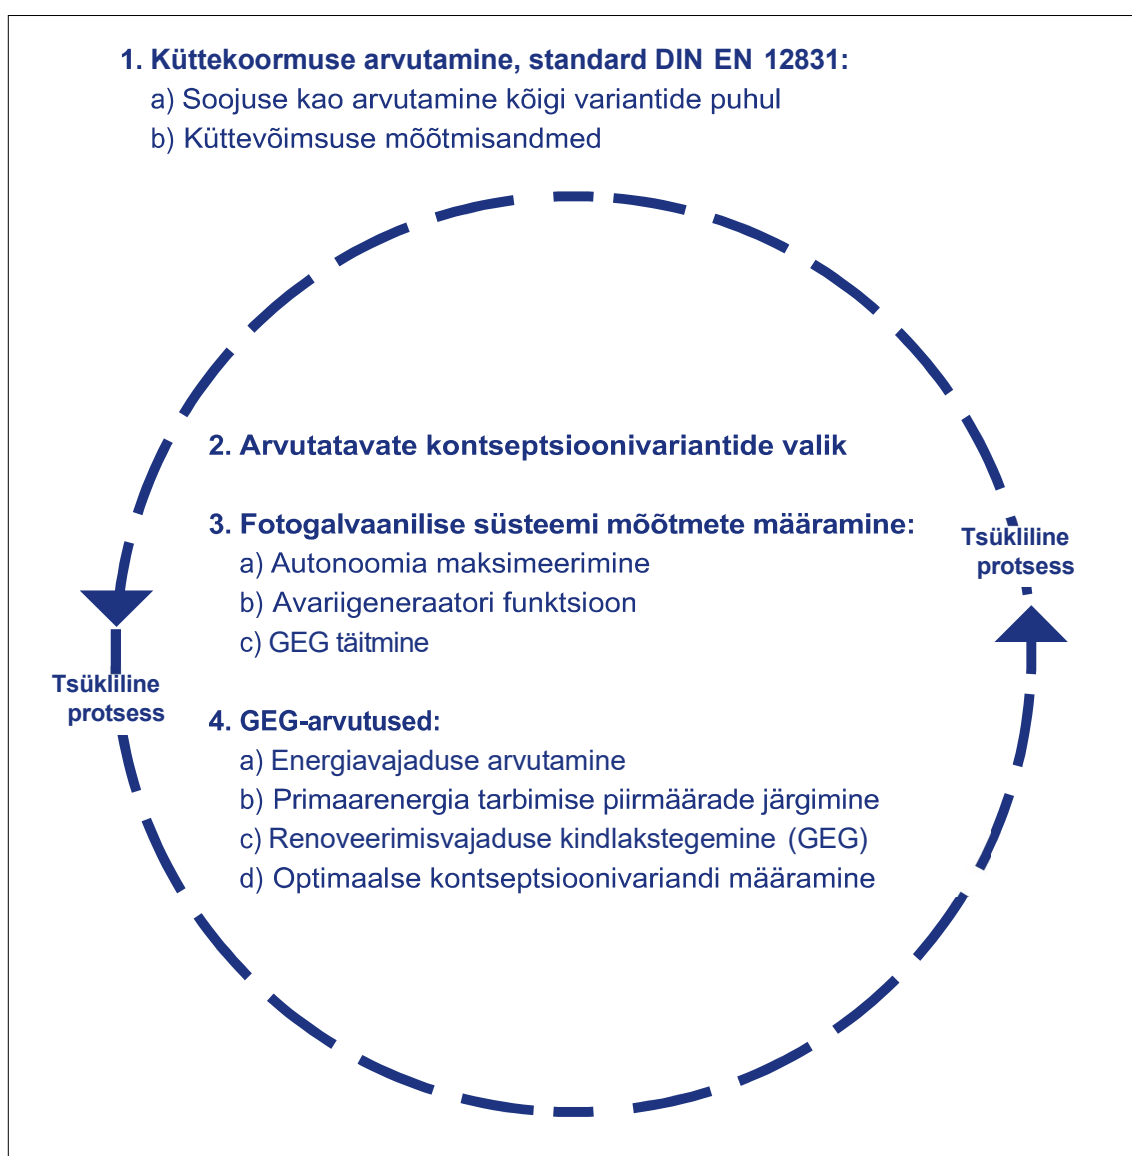 1. Küttekoormuse arvutamine, standard DIN EN 12831:
a) Soojuse kao arvutamine kõigi variantide puhul
b) Küttevõimsuse mõõtmisandmed
2. Arvutatavate kontseptsioonivariantide valik
3. Fotogalvaanilise süsteemi mõõtmete määramine:
a) Autonoomia maksimeerimine
b) Avariigeneraatori funktsioon
c) GEG täitmine
Tsükliline
protsess
Tsükliline
protsess
4. GEG-arvutused:
a) Energiavajaduse arvutamine
b) Primaarenergia tarbimise piirmäärade järgimine
c) Renoveerimisvajaduse kindlakstegemine (GEG)
d) Optimaalse kontseptsioonivariandi määramine